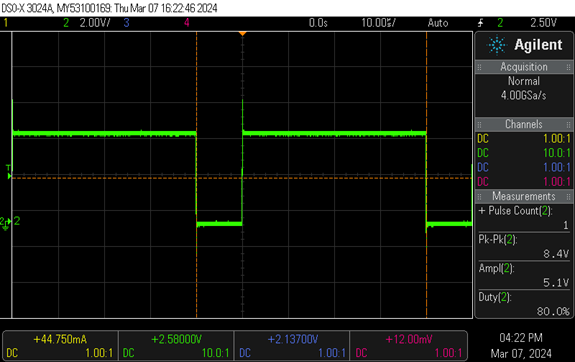 DSO-X 3024A, MY53100169: Thu Mar 07 16:22:46 2024
1 2 2.00V/ 3 4 0.0s 10.00%/ Auto 2 2.50V
Agilent
Acquisition
Normal
4.00GSa/s
Channels
DC 1.00:1
DC 10.0:1
DC 1.00:1
DC 1.00:1
Measurements
+ Pulse Count(2):
1
Pk-Pk(2):
8.4V
Ampl(2):
5.1V
Duty(2):
80.0%
T
2
2
+44.750mA +2.58000V +2.13700V +12.00mV
DC 1.00:1 DC 10.0:1 DC 1.00:1 DC 1.00:1
04:22 PM
Mar 07, 2024